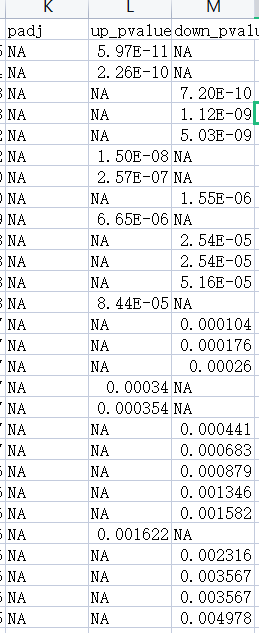 K L M
padj up_pvalue down_pvalu
NA 5.97E-11 NA
NA 2.26E-10 NA
NA NA 7.20E-10
NA NA 1.12E-09
NA NA 5.03E-09
NA 1.50E-08 NA
NA 2.57E-07 NA
NA NA 1.55E-06
NA 6.65E-06 NA
NA NA 2.54E-05
NA NA 2.54E-05
NA NA 5.16E-05
NA 8.44E-05 NA
NA NA 0.000104
NA NA 0.000176
NA NA 0.00026
NA 0.00034 NA
NA 0.000354 NA
NA NA 0.000441
NA NA 0.000683
NA NA 0.000879
NA NA 0.001346
NA NA 0.001582
NA 0.001622 NA
NA NA 0.002316
NA NA 0.003567
NA NA 0.003567
NA NA 0.004978